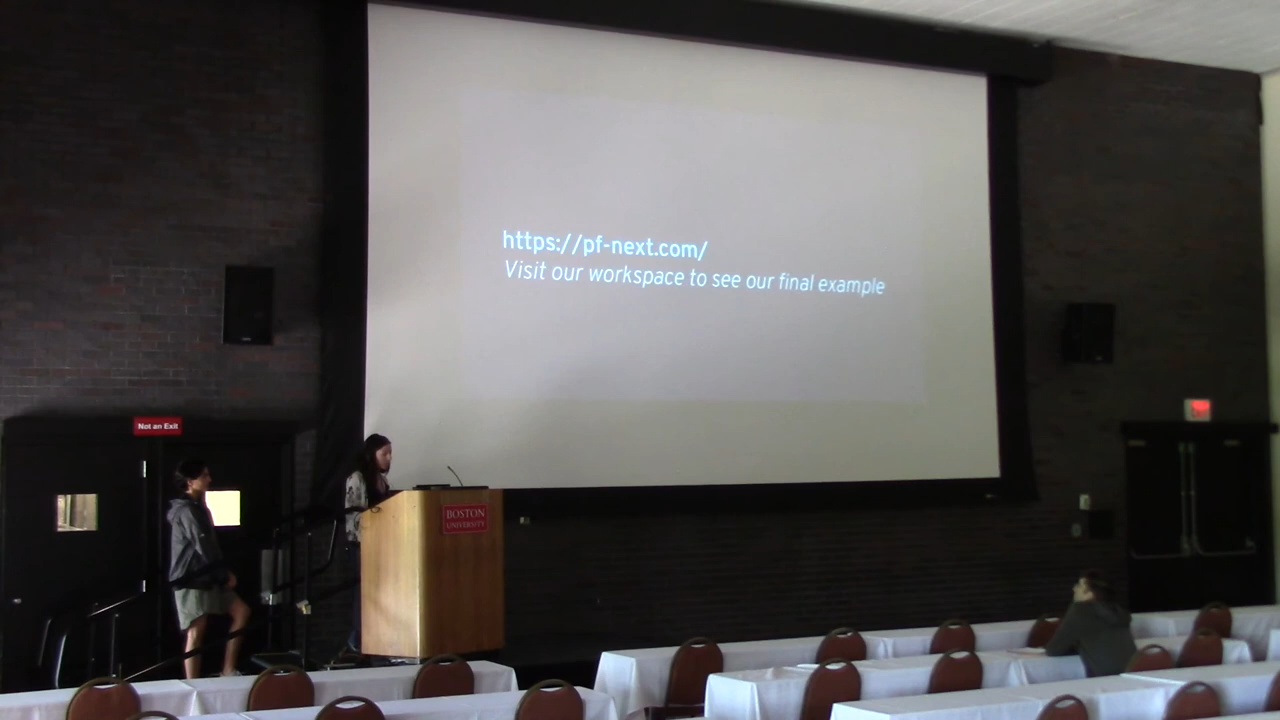 https://pf-next.com/
Visit our workspace to see our final example
Not an Exit
BOSTON
UNIVERSITY